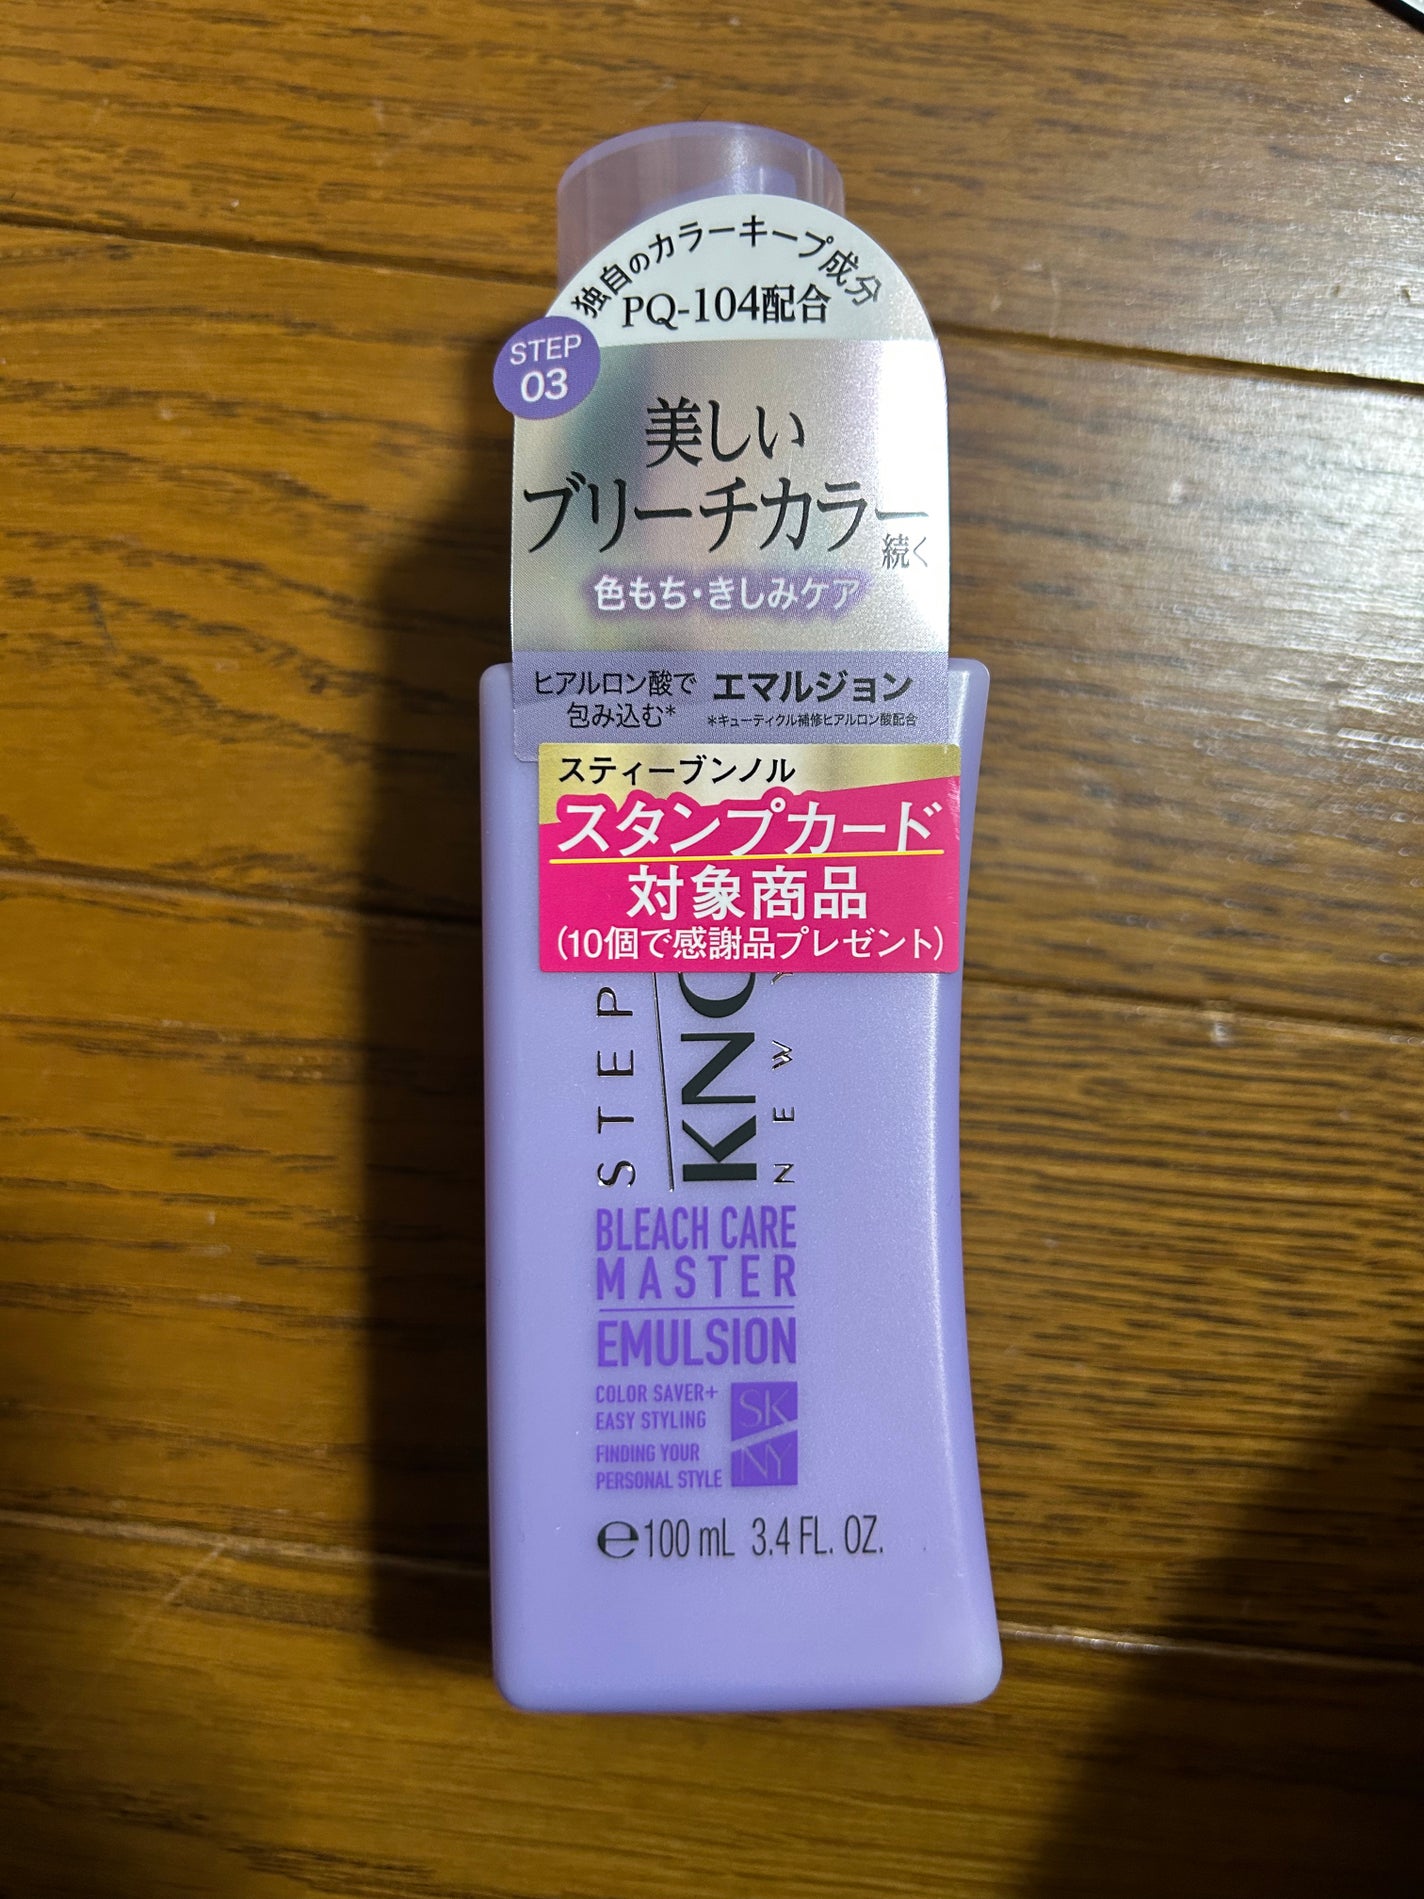 独自のカラーキープ成分
PQ-104配合
STEP
03
美しい
ブリーチカラー
続く
色もち・きしみケア
ヒアルロン酸で
包み込む*
エマルジョン
*キューティクル補修ヒアルロン酸配合
スティーブンノル
スタンプカード
対象商品
(10個で感謝品プレゼント)
STEP
KNO
NEW
BLEACH CARE
MASTER
EMULSION
COLOR SAVER+
EASY STYLING
FINDING YOUR
PERSONAL STYLE
SK
NY
℮100 mL 3.4 FL. OZ.